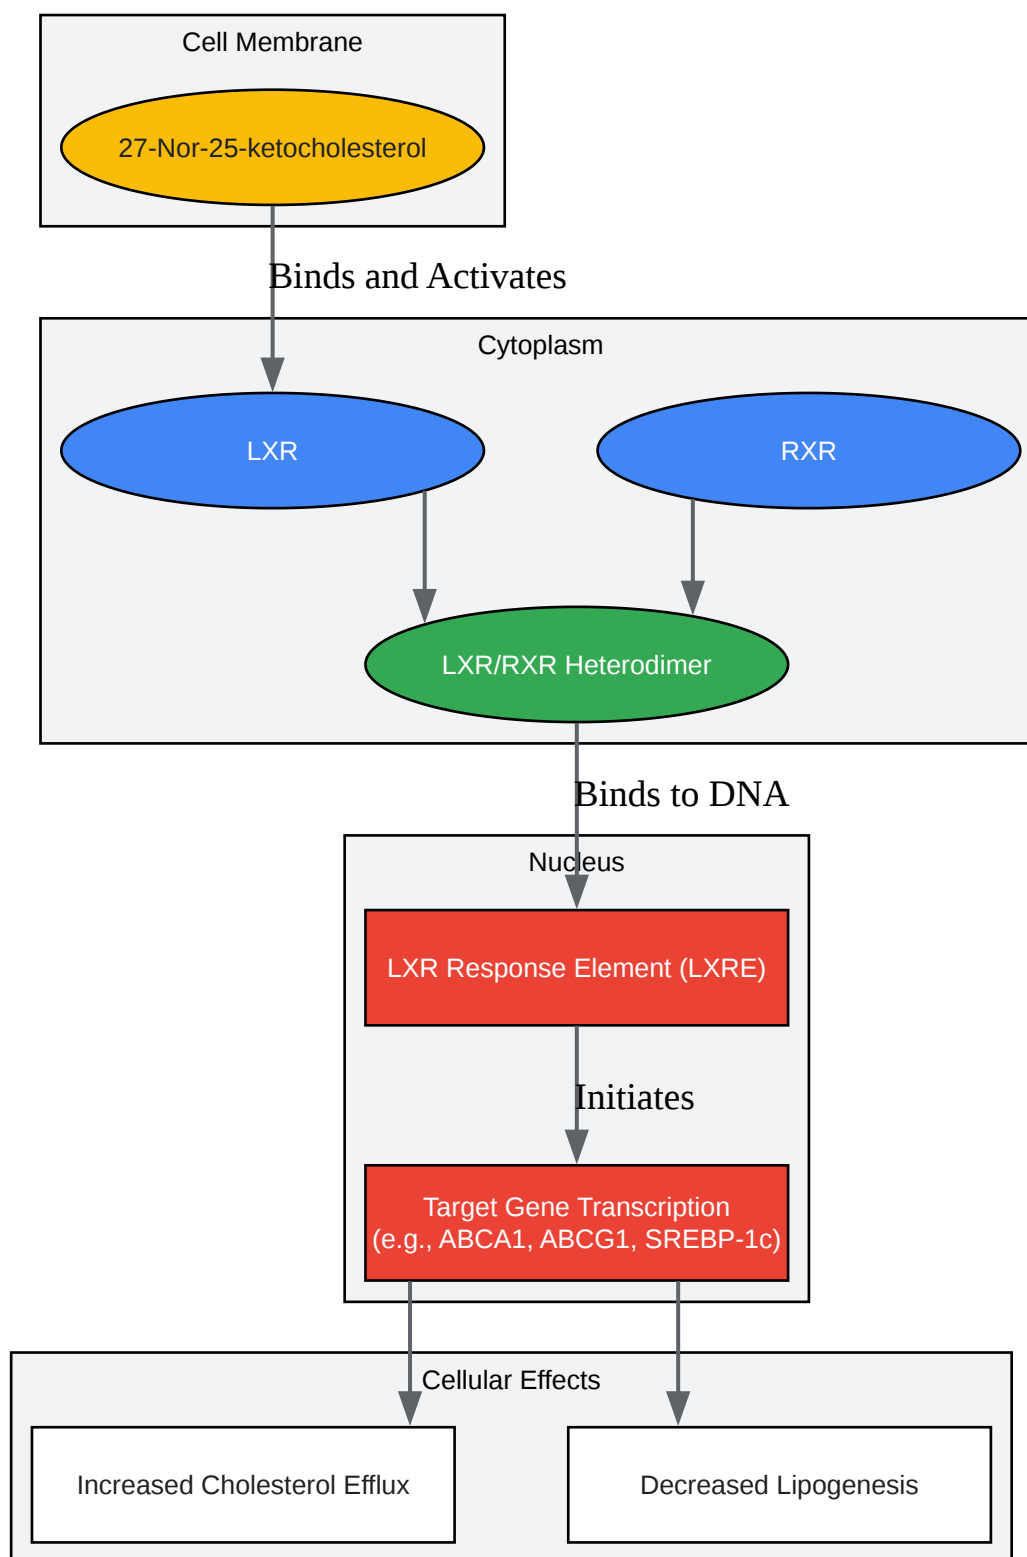 Cell Membrane
27-Nor-25-ketocholesterol
Binds and Activates
Cytoplasm
LXR
RXR
LXR/RXR Heterodimer
Binds to DNA
Nucleus
LXR Response Element (LXRE)
Initiates
Target Gene Transcription
(e.g., ABCA1, ABCG1, SREBP-1c)
Cellular Effects
Increased Cholesterol Efflux
Decreased Lipogenesis